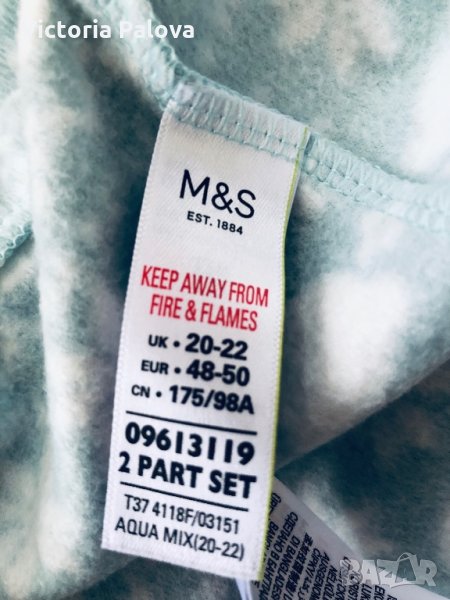 ictoria Palova
M&S
EST. 1884
KEEP AWAY FROM
FIRE & FLAMES
UK • 20-22
EUR • 48-50
CN • 175/98A
09613119
2 PART SET
T37 4118F/03151
AQUA MIX(20-22)
BAZAR